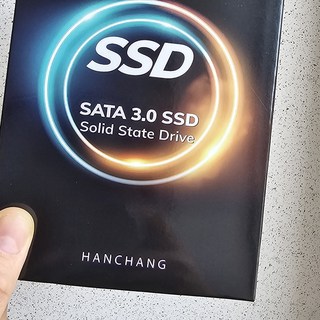 SSD
SATA 3.0 SSD
Solid State Drive
HANCHANG